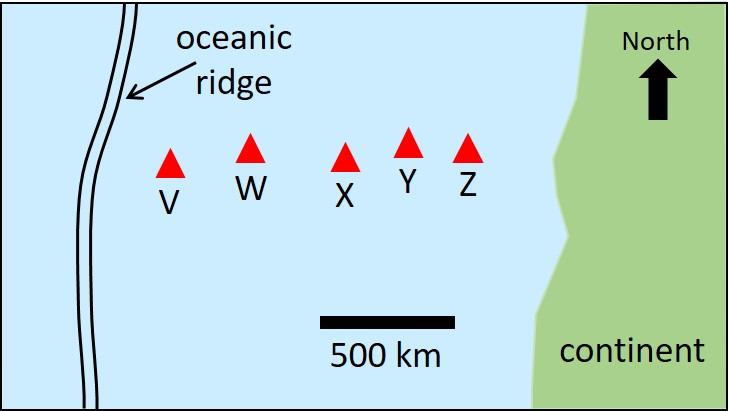 oceanic
ridge
North
V
W
X
Y
Z
500 km
continent